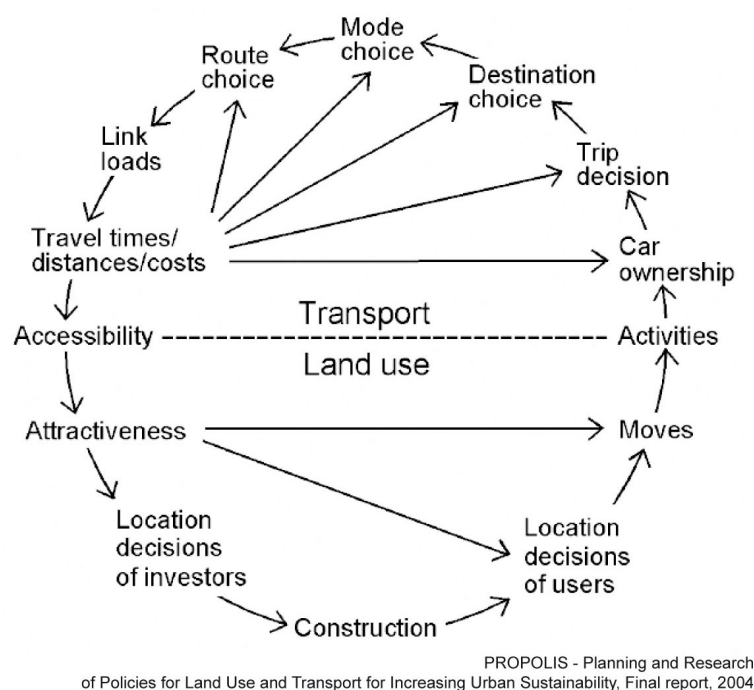 Mode
choice
Route
choice
Destination
choice
Link
loads
Trip
decision
Travel times/
distances/costs
Car
ownership
Transport
Accessibility
Activities
Land use
Attractiveness
Moves
Location
decisions
of investors
Location
decisions
of users
Construction
PROPOLIS - Planning and Research
of Policies for Land Use and Transport for Increasing Urban Sustainability, Final report, 2004